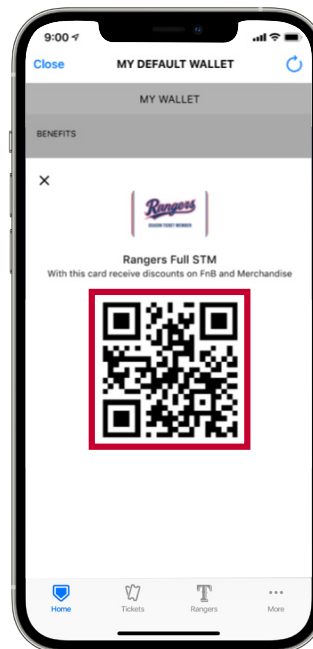 9:00
Close
MY DEFAULT WALLET
MY WALLET
BENEFITS
Rangers
SEASON TICKET MEMBER
Rangers Full STM
With this card receive discounts on FnB and Merchandise
Home
Tickets
T
Rangers
More